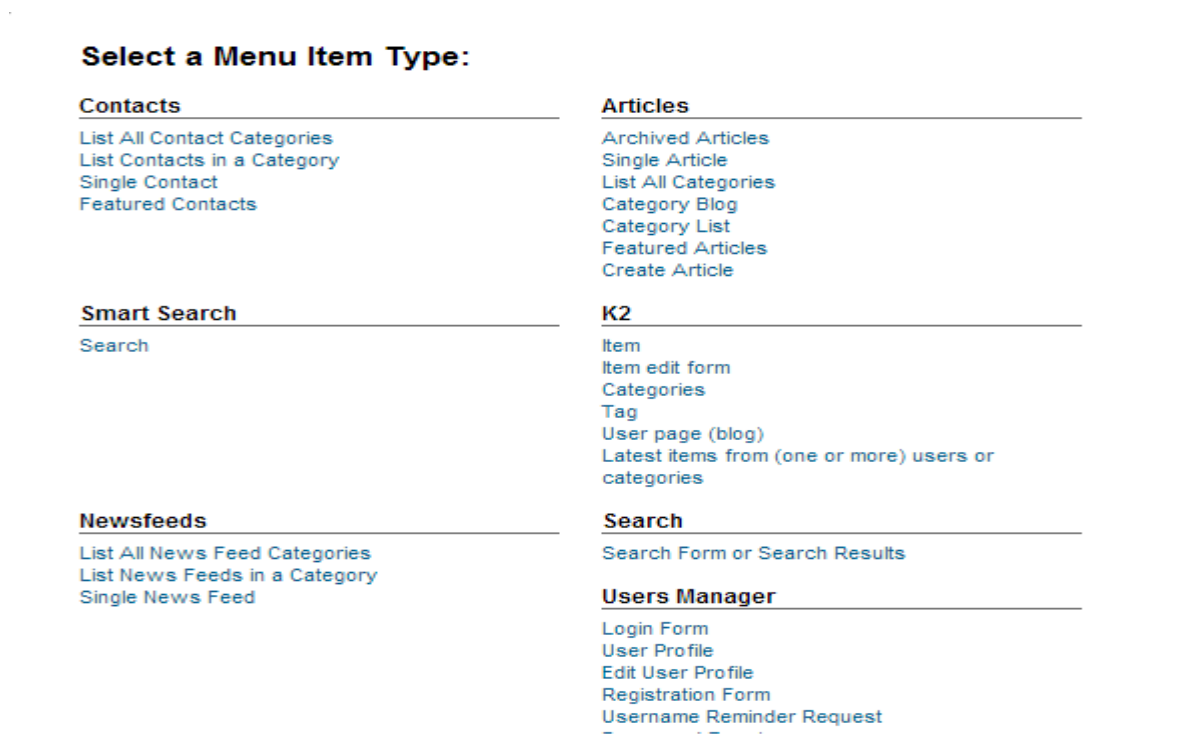 Select a Menu Item Type:
Contacts
List All Contact Categories
List Contacts in a Category
Single Contact
Featured Contacts
Articles
Archived Articles
Single Article
List All Categories
Category Blog
Category List
Featured Articles
Create Article
Smart Search
Search
K2
Item
Item edit form
Categories
Tag
User page (blog)
Latest items from (one or more) users or
categories
Newsfeeds
List All News Feed Categories
List News Feeds in a Category
Single News Feed
Search
Search Form or Search Results
Users Manager
Login Form
User Profile
Edit User Profile
Registration Form
Username Reminder Request